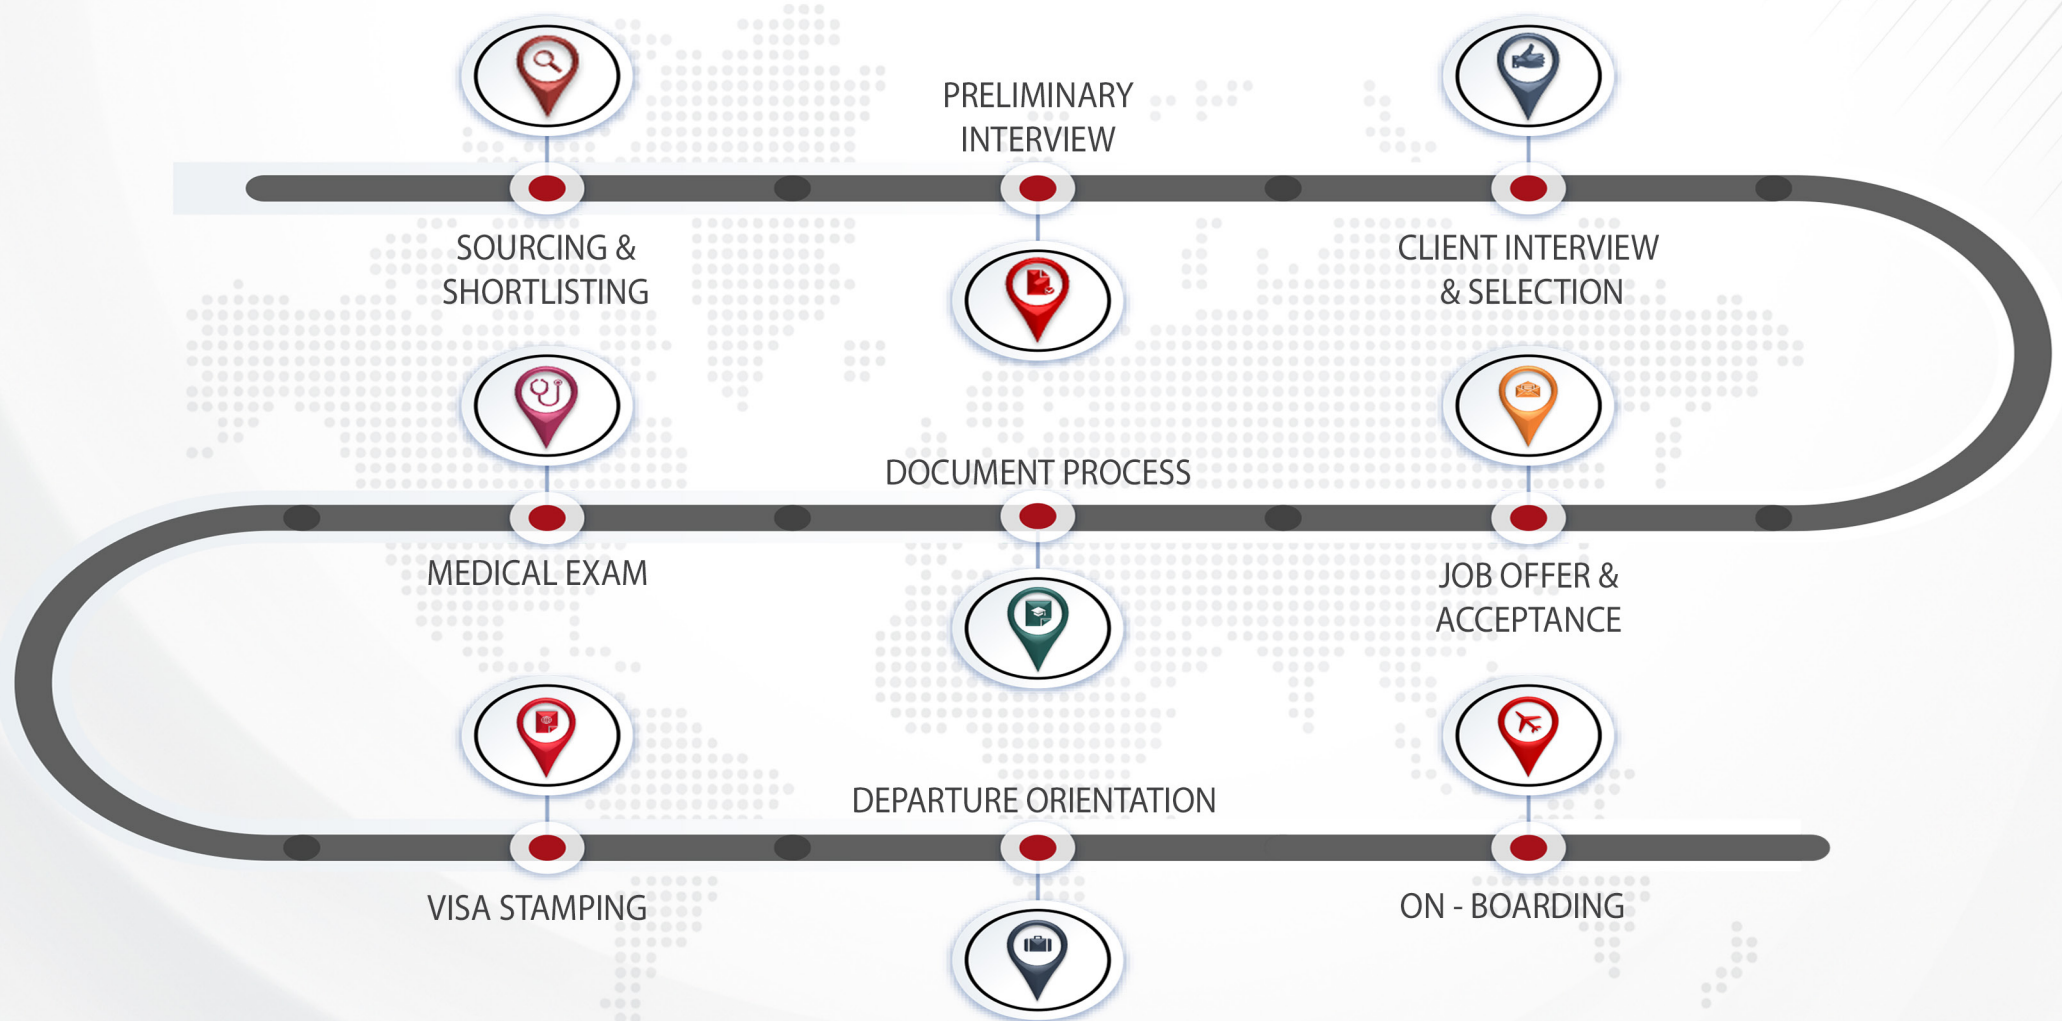 PRELIMINARY
INTERVIEW
SOURCING &
SHORTLISTING
CLIENT INTERVIEW
& SELECTION
DOCUMENT PROCESS
MEDICAL EXAM
JOB OFFER &
ACCEPTANCE
DEPARTURE ORIENTATION
VISA STAMPING
ON - BOARDING